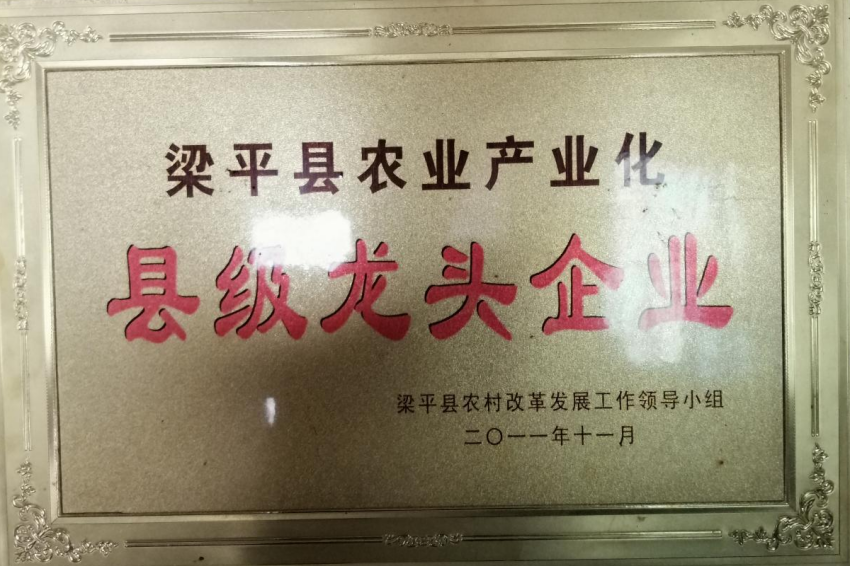 梁平县农业产业化
县级龙头企业
梁平县农村改革发展工作领导小组
二〇一一年十一月